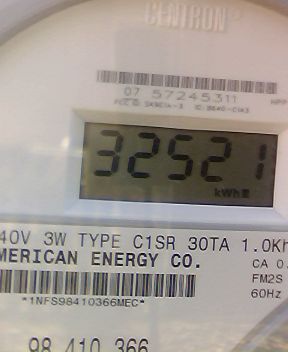 CENTRON®
07 57245311
32521
kWh
40V 3W TYPE C1SR 30TA 1.0Kh
MERICAN ENERGY CO.
CA 0.
FM2S
60Hz
*1NFS98410366MEC*
98 410 366